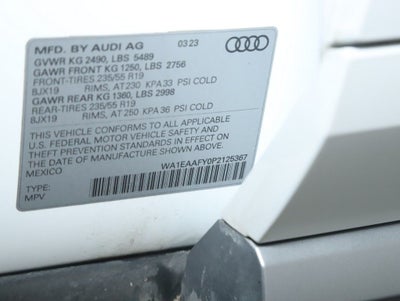 MFD. BY AUDI AG 03 23
GVWR KG 2490, LBS 5489
GAWR FRONT KG 1250, LBS 2756
FRONT-TIRES 235/55 R19
8JX19 RIMS, AT 230 KPA 33 PSI COLD
GAWR REAR KG 1360, LBS 2998
REAR-TIRES 235/55 R19
8JX19 RIMS, AT 250 KPA 36 PSI COLD
THIS VEHICLE CONFORMS TO ALL APPLICABLE
U.S. FEDERAL MOTOR VEHICLE SAFETY AND
THEFT PREVENTION STANDARDS IN EFFECT ON
THE DATE OF MANUFACTURE SHOWN ABOVE.
MEXICO
WA1EAAFY0P2125367
TYPE:
MPV